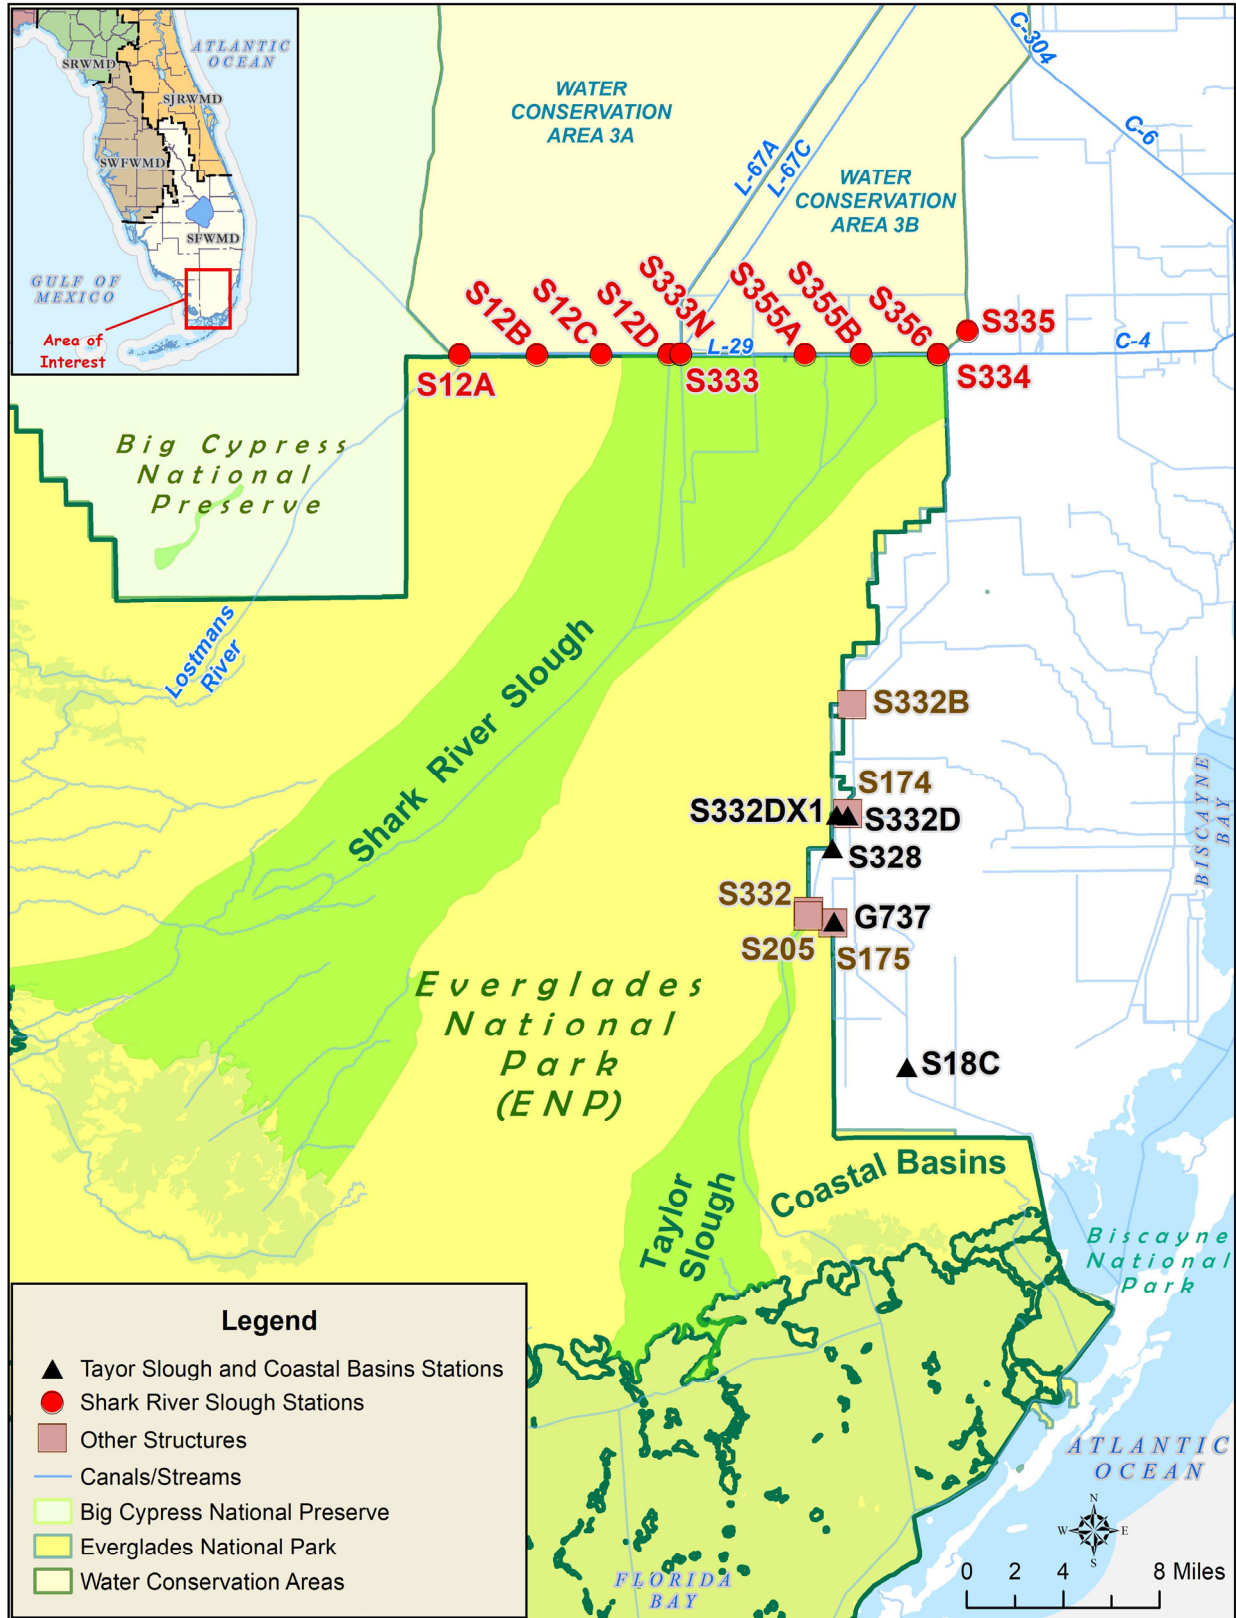 SRWMD
SJRWMD
SWFWMD
SFWMD
ATLANTIC
OCEAN
GULF OF
MEXICO
Area of
Interest
WATER
CONSERVATION
AREA 3A
L-67A
L-67C
WATER
CONSERVATION
AREA 3B
C-304
C-6
S12B
S12C
S12D
S333N
S355A
S355B
S356
S335
L-29
C-4
S12A
S333
S334
Big Cypress
National
Preserve
Lostmans
River
Shark River Slough
S332B
S174
S332DX1
S332D
S328
S332
G737
S205
S175
BISCAYNE
BAY
Everglades
National
Park
(ENP)
S18C
Coastal Basins
Taylor
Slough
Biscayne
National
Park
Legend
Tayor Slough and Coastal Basins Stations
Shark River Slough Stations
Other Structures
Canals/Streams
Big Cypress National Preserve
Everglades National Park
Water Conservation Areas
ATLANTIC
OCEAN
N
W E
S
FLORIDA
BAY
0 2 4 8 Miles